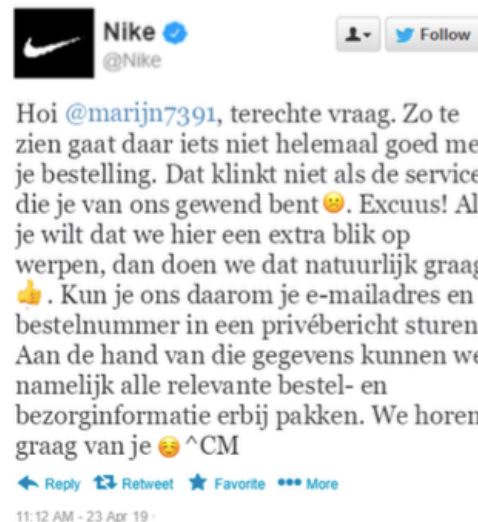 Nike
@Nike
Follow
Hoi @marijn7391, terechte vraag. Zo te
zien gaat daar iets niet helemaal goed me
je bestelling. Dat klinkt niet als de service
die je van ons gewend bent☹️. Excuus! Al
je wilt dat we hier een extra blik op
werpen, dan doen we dat natuurlijk graag
👍 . Kun je ons daarom je e-mailadres en
bestelnummer in een privébericht sturen
Aan de hand van die gegevens kunnen we
namelijk alle relevante bestel- en
bezorginformatie erbij pakken. We horen
graag van je ☺️ ^CM
Reply Retweet Favorite More
11:12 AM - 23 Apr 19 ·